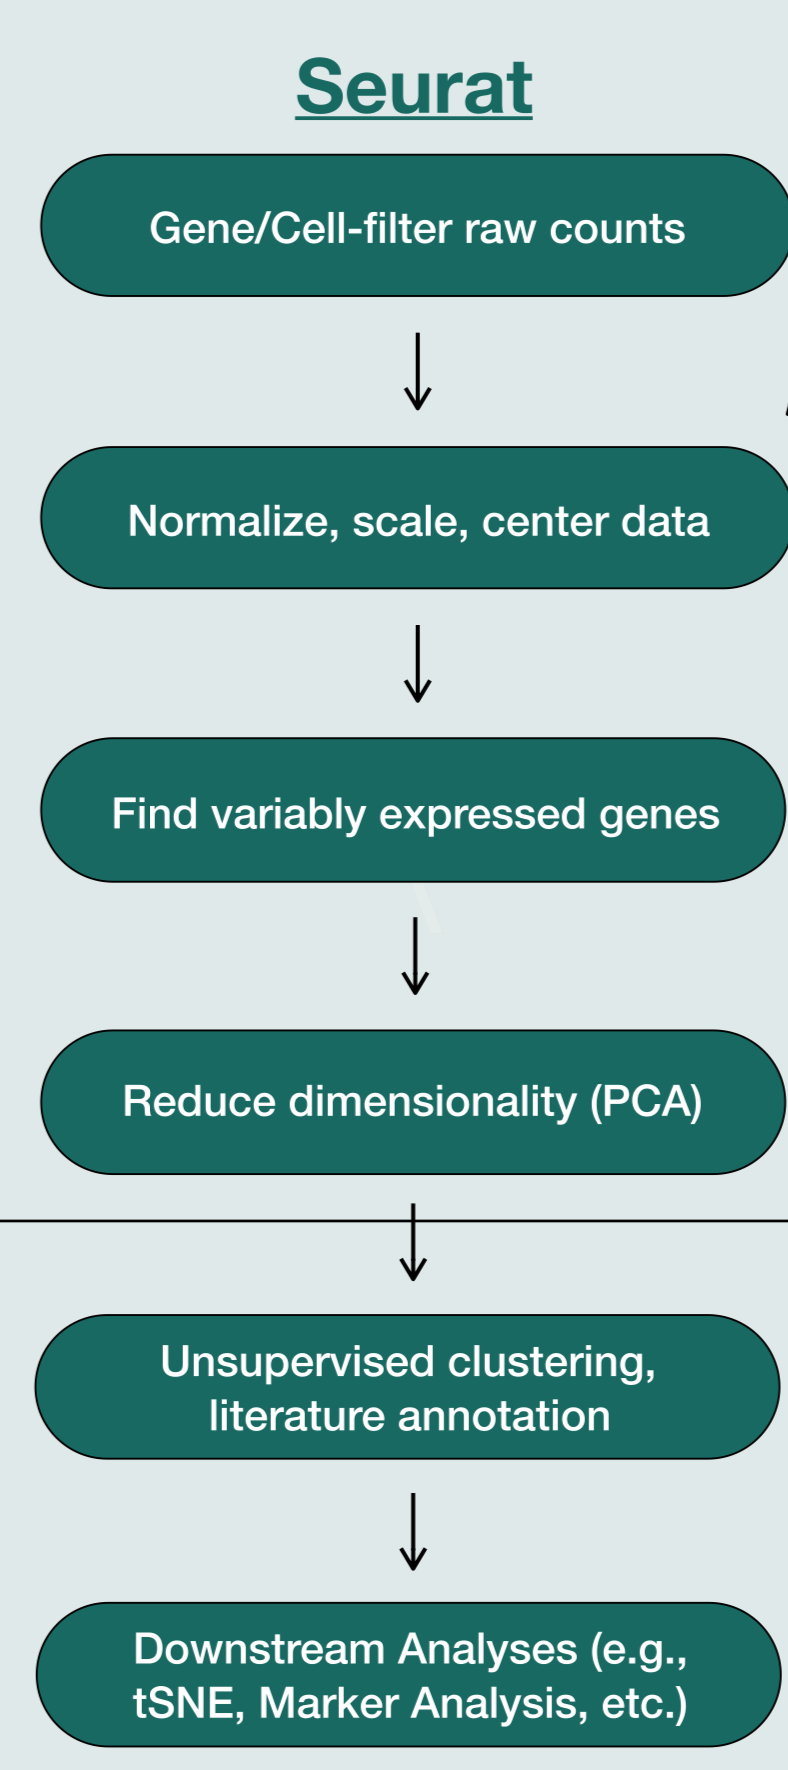 Seurat
Gene/Cell-filter raw counts
Normalize, scale, center data
Find variably expressed genes
Reduce dimensionality (PCA)
Unsupervised clustering,
literature annotation
Downstream Analyses (e.g.,
tSNE, Marker Analysis, etc.)